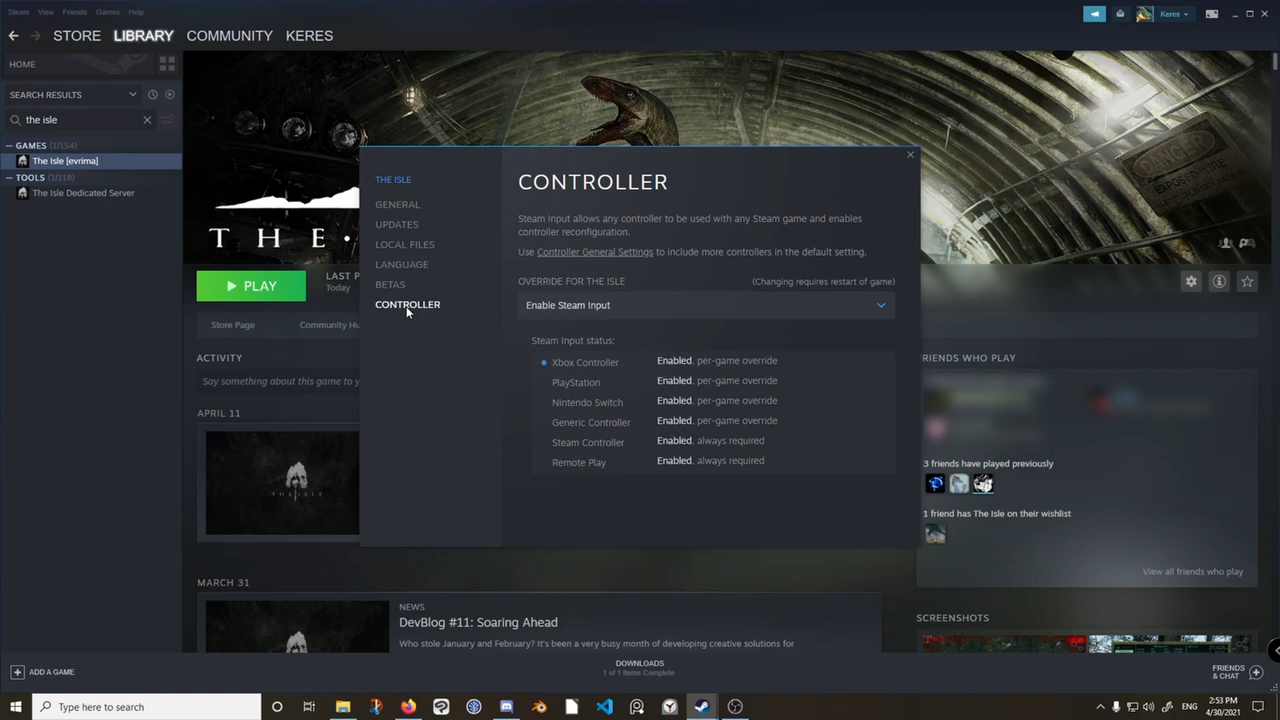 Steam View Friends Games Help
Keres
STORE LIBRARY COMMUNITY KERES
HOME
SEARCH RESULTS
the isle
GAMES (1/154)
The Isle [evrima]
TOOLS (1/118)
The Isle Dedicated Server
DANGER
T H E
PLAY
LAST P
Today
Store Page
Community Hu
ACTIVITY
Say something about this game to y
APRIL 11
THE ISLE
MARCH 31
NEWS
DevBlog #11: Soaring Ahead
Who stole January and February? It's been a very busy month of developing creative solutions for
THE ISLE
GENERAL
UPDATES
LOCAL FILES
LANGUAGE
BETAS
CONTROLLER
CONTROLLER
Steam Input allows any controller to be used with any Steam game and enables
controller reconfiguration.
Use Controller General Settings to include more controllers in the default setting.
OVERRIDE FOR THE ISLE (Changing requires restart of game)
Enable Steam Input
Steam Input status:
Xbox Controller Enabled. per-game override
PlayStation Enabled. per-game override
Nintendo Switch Enabled. per-game override
Generic Controller Enabled. per-game override
Steam Controller Enabled. always required
Remote Play Enabled. always required
FRIENDS WHO PLAY
3 friends have played previously
1 friend has The Isle on their wishlist
View all friends who play
SCREENSHOTS
ADD A GAME
DOWNLOADS
1 of 1 Items Complete
FRIENDS
& CHAT
Type here to search
ENG
2:53 PM
4/30/2021